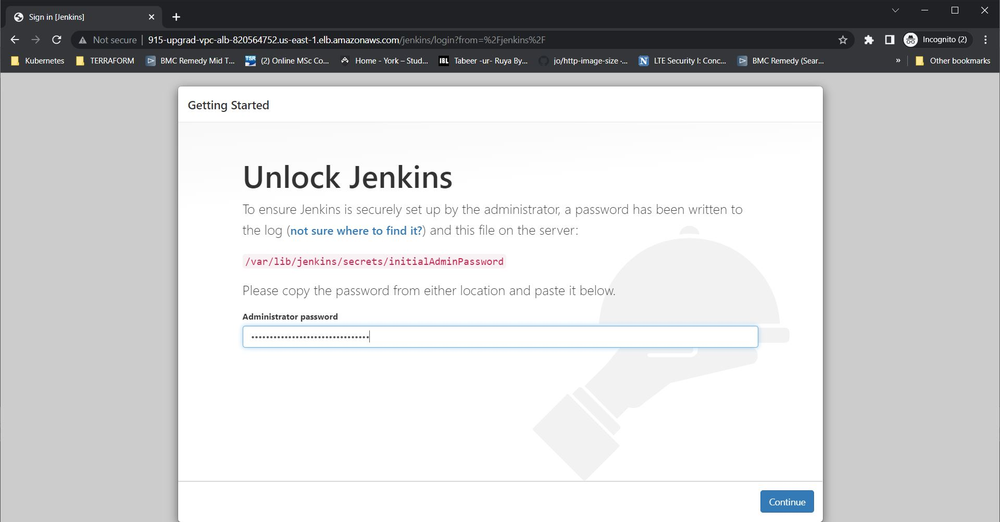 Sign in [Jenkins]
Not secure | 915-upgrad-vpc-alb-820564752.us-east-1.elb.amazonaws.com/jenkins/login?from=%2Fjenkins%2F
Incognito (2)
Kubernetes
TERRAFORM
BMC Remedy Mid T...
TSR
(2) Online MSc Co...
Home - York – Stud...
IBL
Tabeer -ur- Ruya By...
jo/http-image-size ·...
N
LTE Security I: Conc...
BMC Remedy (Sear...
»
Other bookmarks
Getting Started
Unlock Jenkins
To ensure Jenkins is securely set up by the administrator, a password has been written to
the log (not sure where to find it?) and this file on the server:
/var/lib/jenkins/secrets/initialAdminPassword
Please copy the password from either location and paste it below.
Administrator password
••••••••••••••••••••••••••••••••
Continue